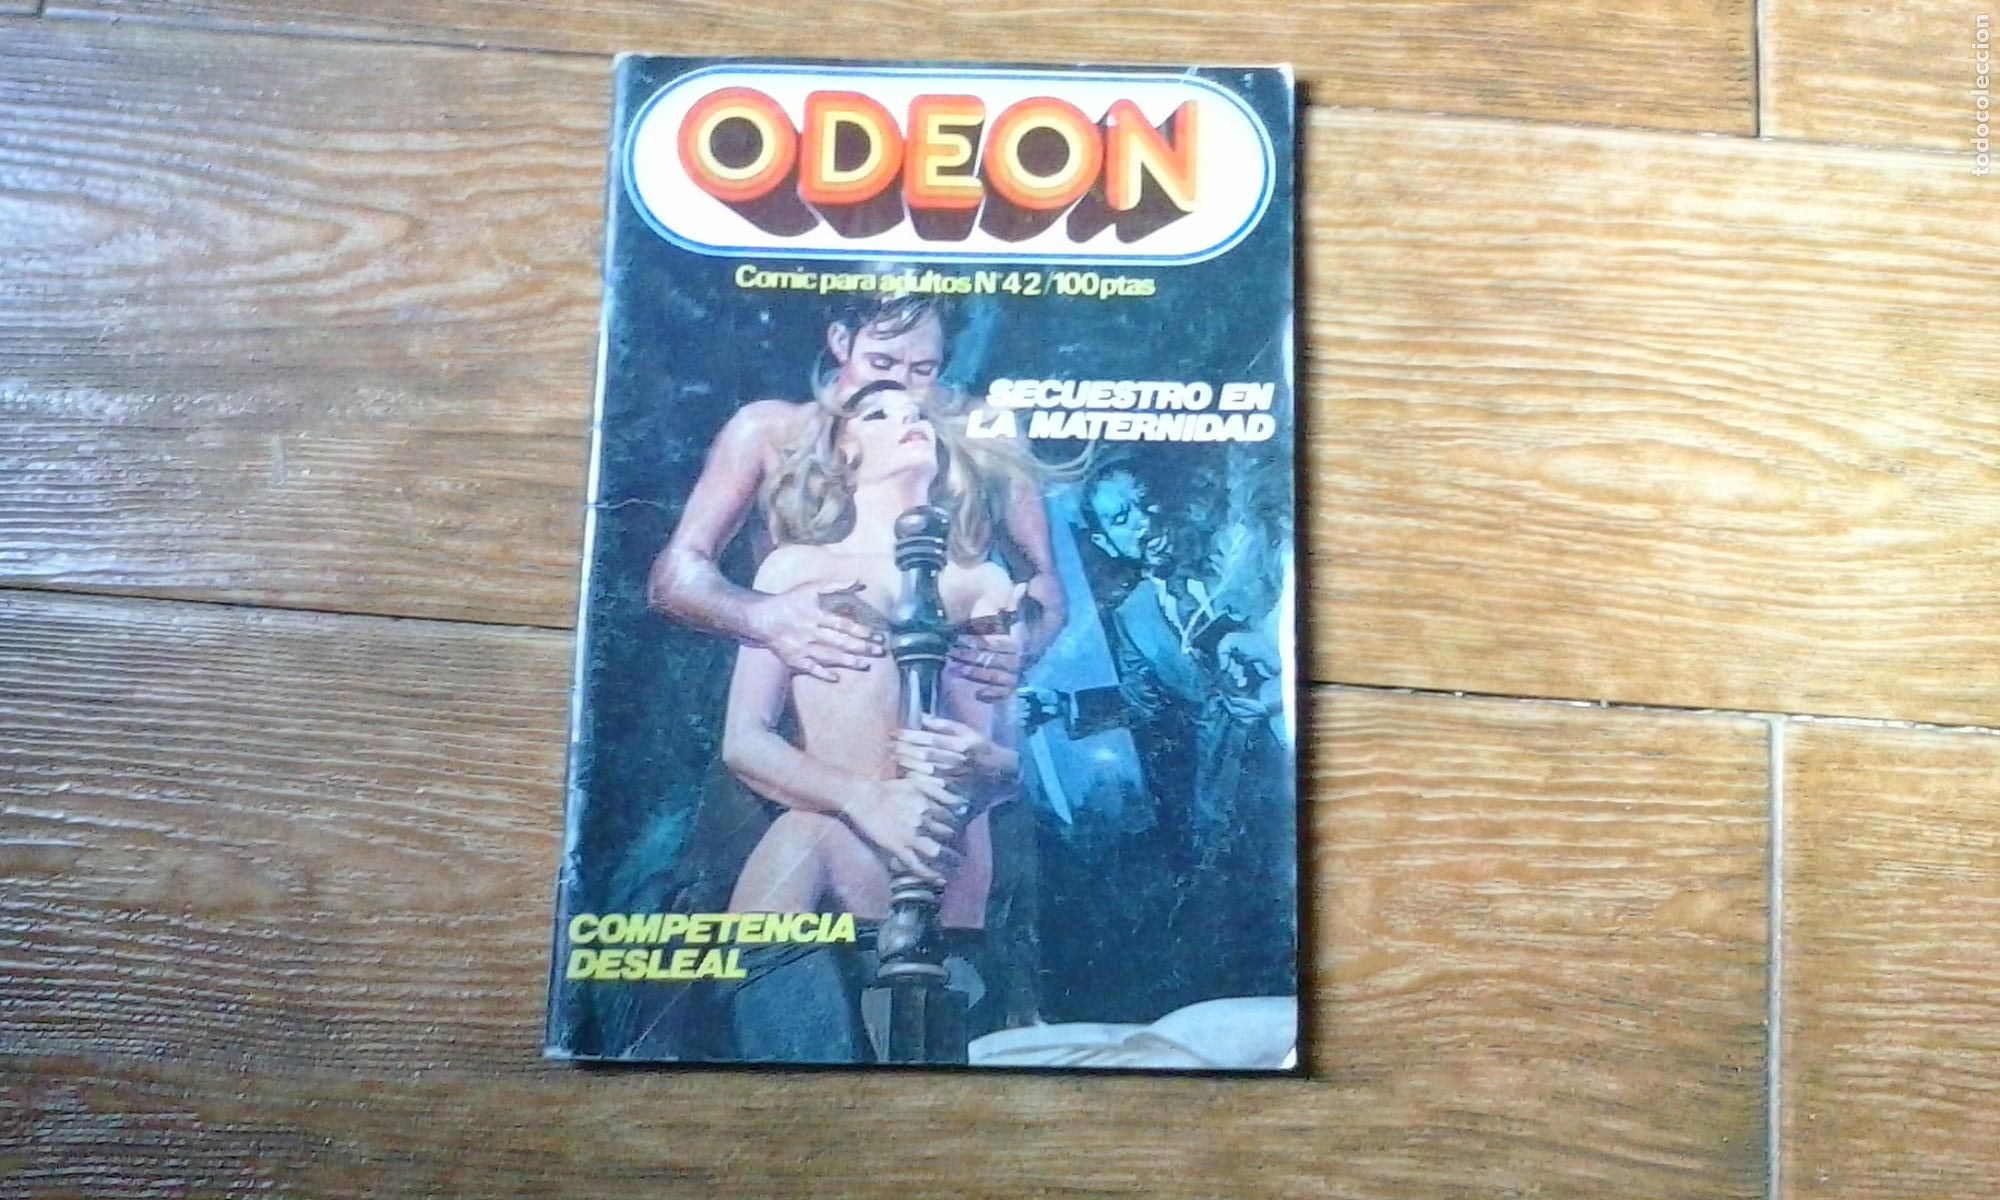 ODEON
Comic para adultos Nº42/100ptas
SECUESTRO EN
LA MATERNIDAD
COMPETENCIA
DESLEAL
todocoleccion